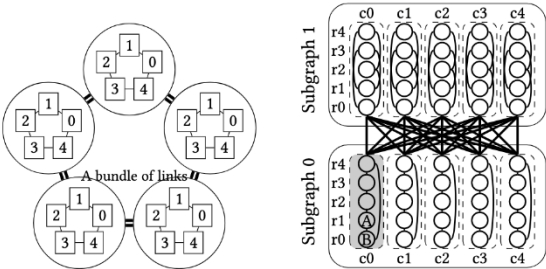 1
2 0
3 4
1
2 0
3 4
1
2 0
3 4
A bundle of links
1
2 0
3 4
1
2 0
3 4
c0 c1 c2 c3 c4
Subgraph 1
r4
r3
r2
r1
r0
Subgraph 0
r4
r3
r2
r1 A
r0 B
c0 c1 c2 c3 c4